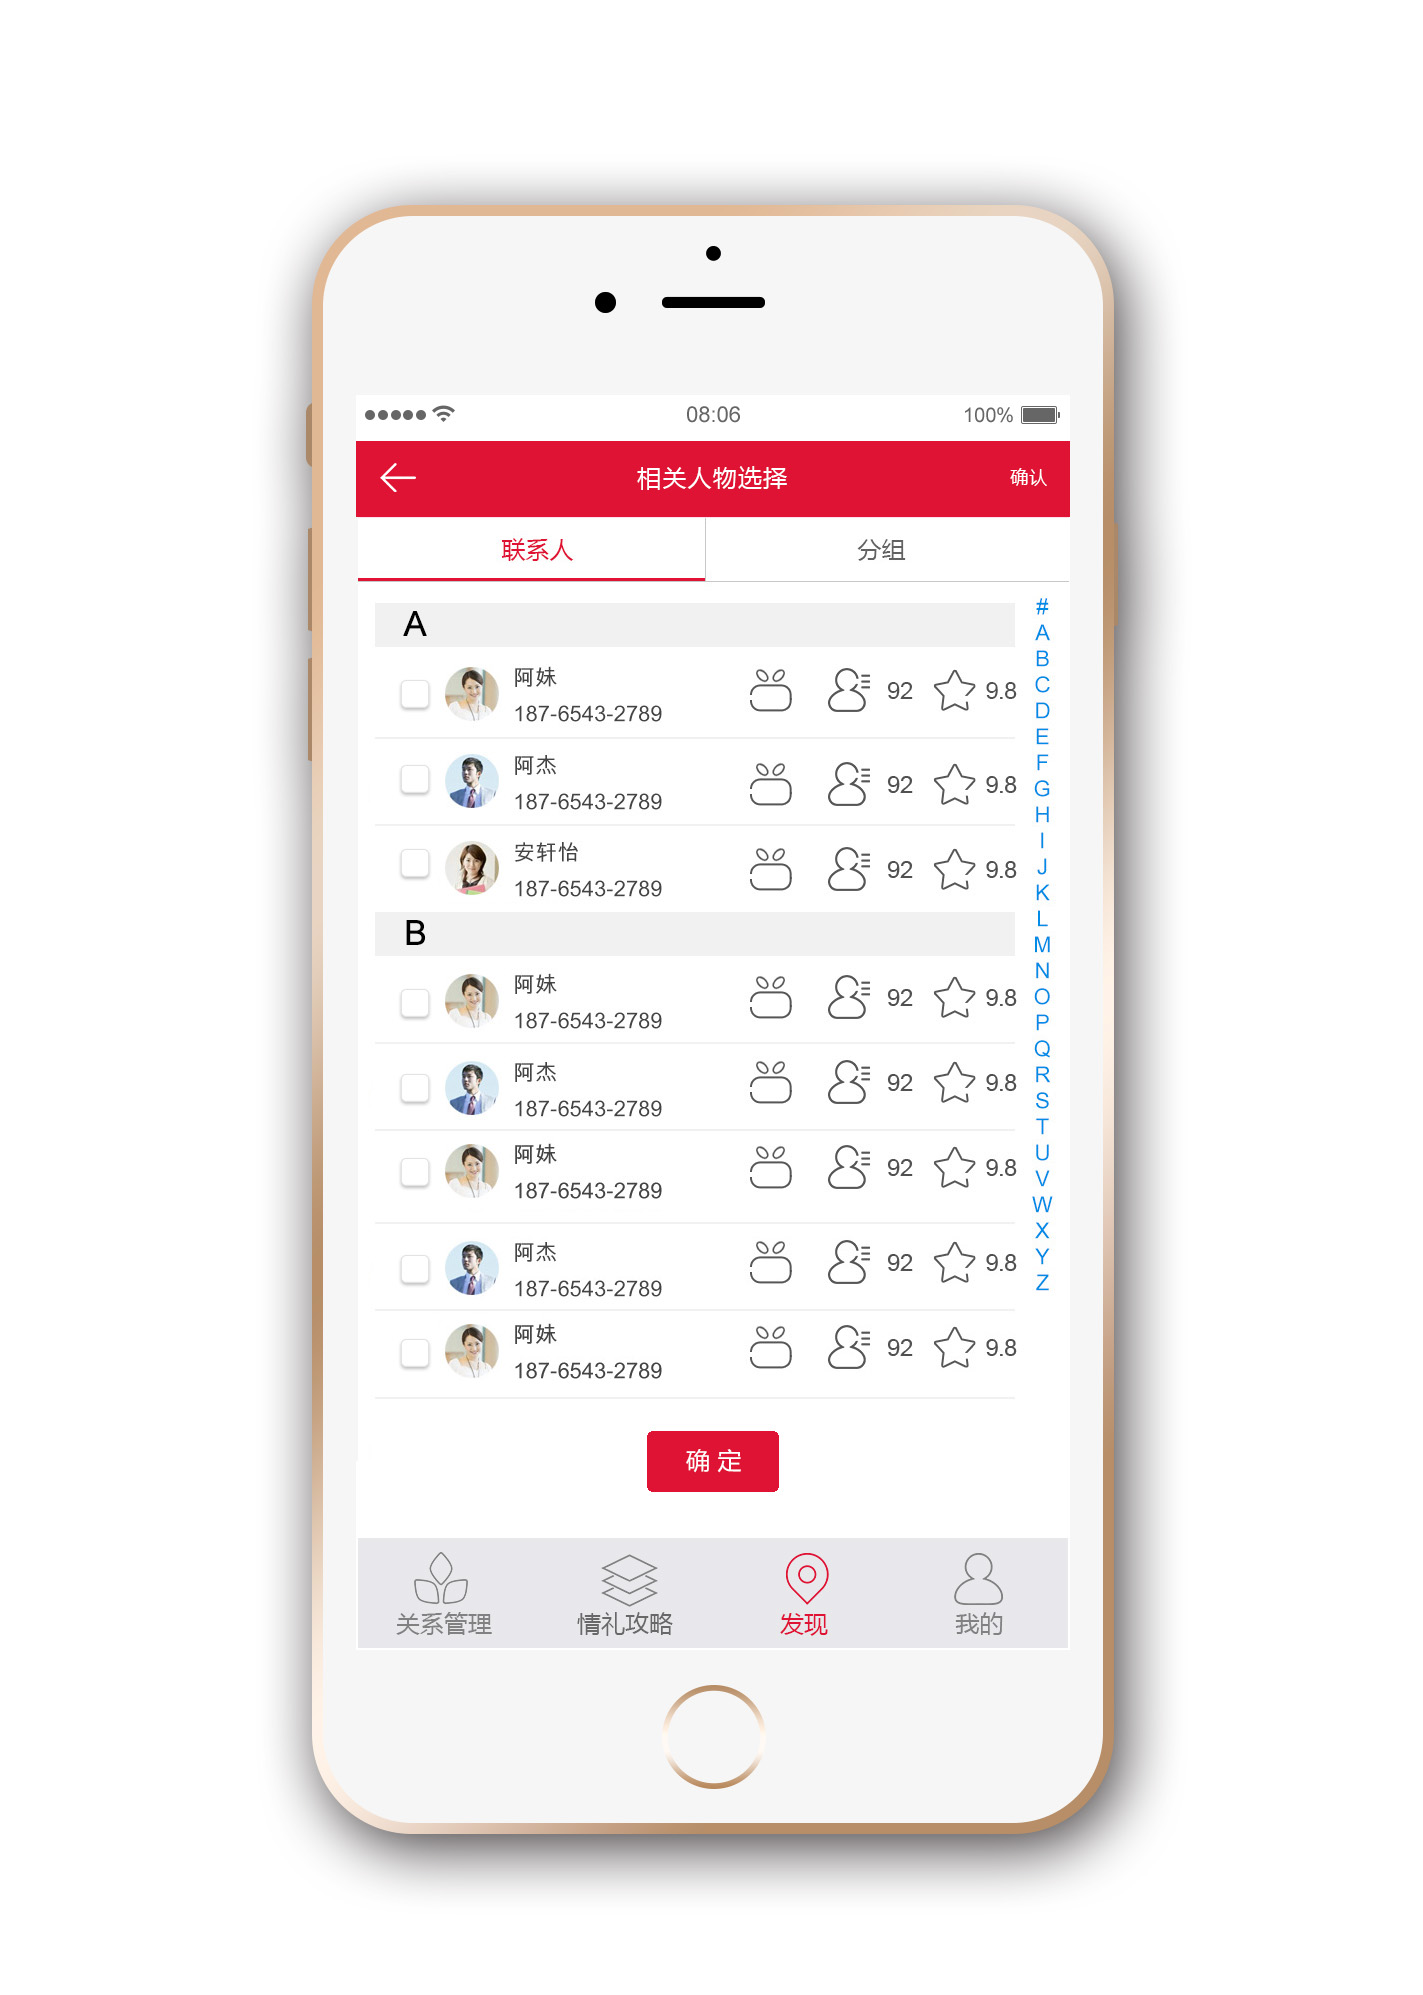 08:06
100%
相关人物选择
确认
联系人
分组
A
阿妹
187-6543-2789
92
9.8
阿杰
187-6543-2789
92
9.8
安轩怡
187-6543-2789
92
9.8
B
阿妹
187-6543-2789
92
9.8
阿杰
187-6543-2789
92
9.8
阿妹
187-6543-2789
92
9.8
阿杰
187-6543-2789
92
9.8
阿妹
187-6543-2789
92
9.8
#
A
B
C
D
E
F
G
H
I
J
K
L
M
N
O
P
Q
R
S
T
U
V
W
X
Y
Z
确 定
关系管理
情礼攻略
发现
我的